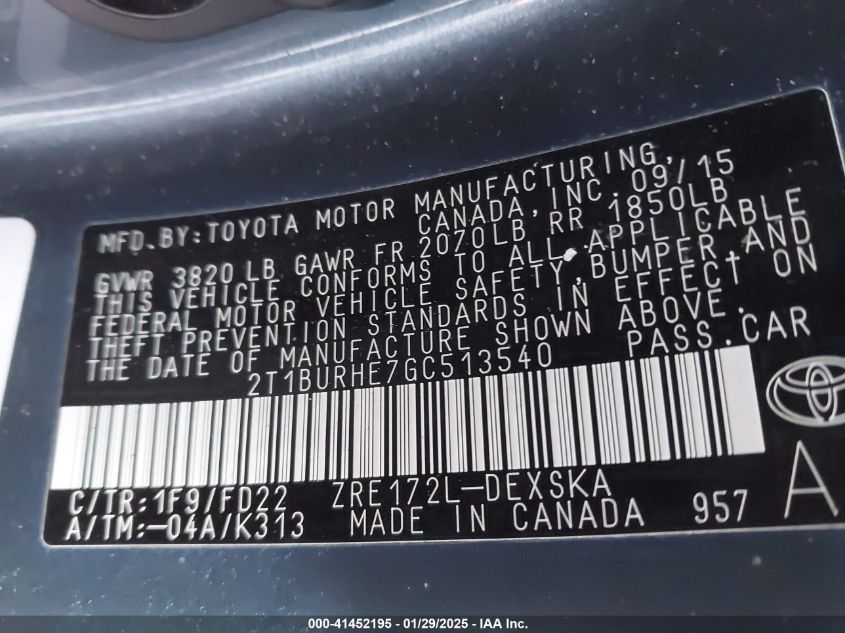 MFD.BY:TOYOTA MOTOR MANUFACTURING,
CANADA, INC. 09/15
GVWR 3820 LB GAWR FR 2070LB RR 1850LB
THIS VEHICLE CONFORMS TO ALL APPLICABLE
FEDERAL MOTOR VEHICLE SAFETY,BUMPER AND
THEFT PREVENTION STANDARDS IN EFFECT ON
THE DATE OF MANUFACTURE SHOWN ABOVE.
2T1BURHE7GC513540 PASS.CAR
C/TR:1F9/FD22 ZRE172L-DEXSKA
A/TM:-04A/K313 MADE IN CANADA 957 A
000-41452195 - 01/29/2025 - IAA Inc.